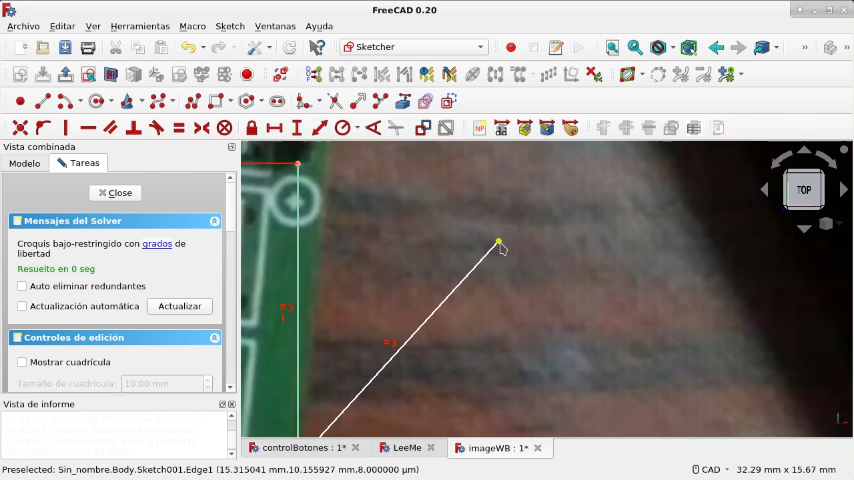 FreeCAD 0.20
Archivo Editar Ver Herramientas Macro Sketch Ventanas Ayuda
Sketcher
NP
Vista combinada
Modelo Tareas
Close
Mensajes del Solver
Croquis bajo-restringido con grados de
libertad
Resuelto en 0 seg
Auto eliminar redundantes
Actualización automática Actualizar
Controles de edición
Mostrar cuadrícula
Tamaño de cuadrícula: 10.00 mm
Vista de informe
TOP
controlBotones : 1* LeeMe imageWB : 1*
Preselected: Sin_nombre.Body.Sketch001.Edge1 (15.315041 mm,10.155927 mm,8.000000 µm) CAD 32.29 mm x 15.67 mm